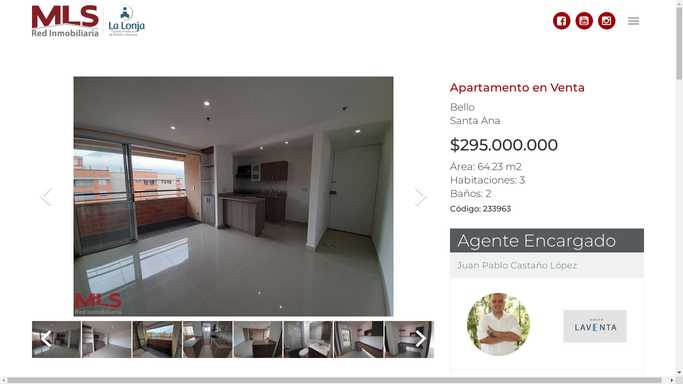 MLS
Red Inmobiliaria
La Lonja
Apartamento en Venta
Bello
Santa Ana
$295.000.000
Área: 64.23 m2
Habitaciones: 3
Baños: 2
Código: 233963
MLS
Red Inmobiliaria
Agente Encargado
Juan Pablo Castaño López
LAVENTA